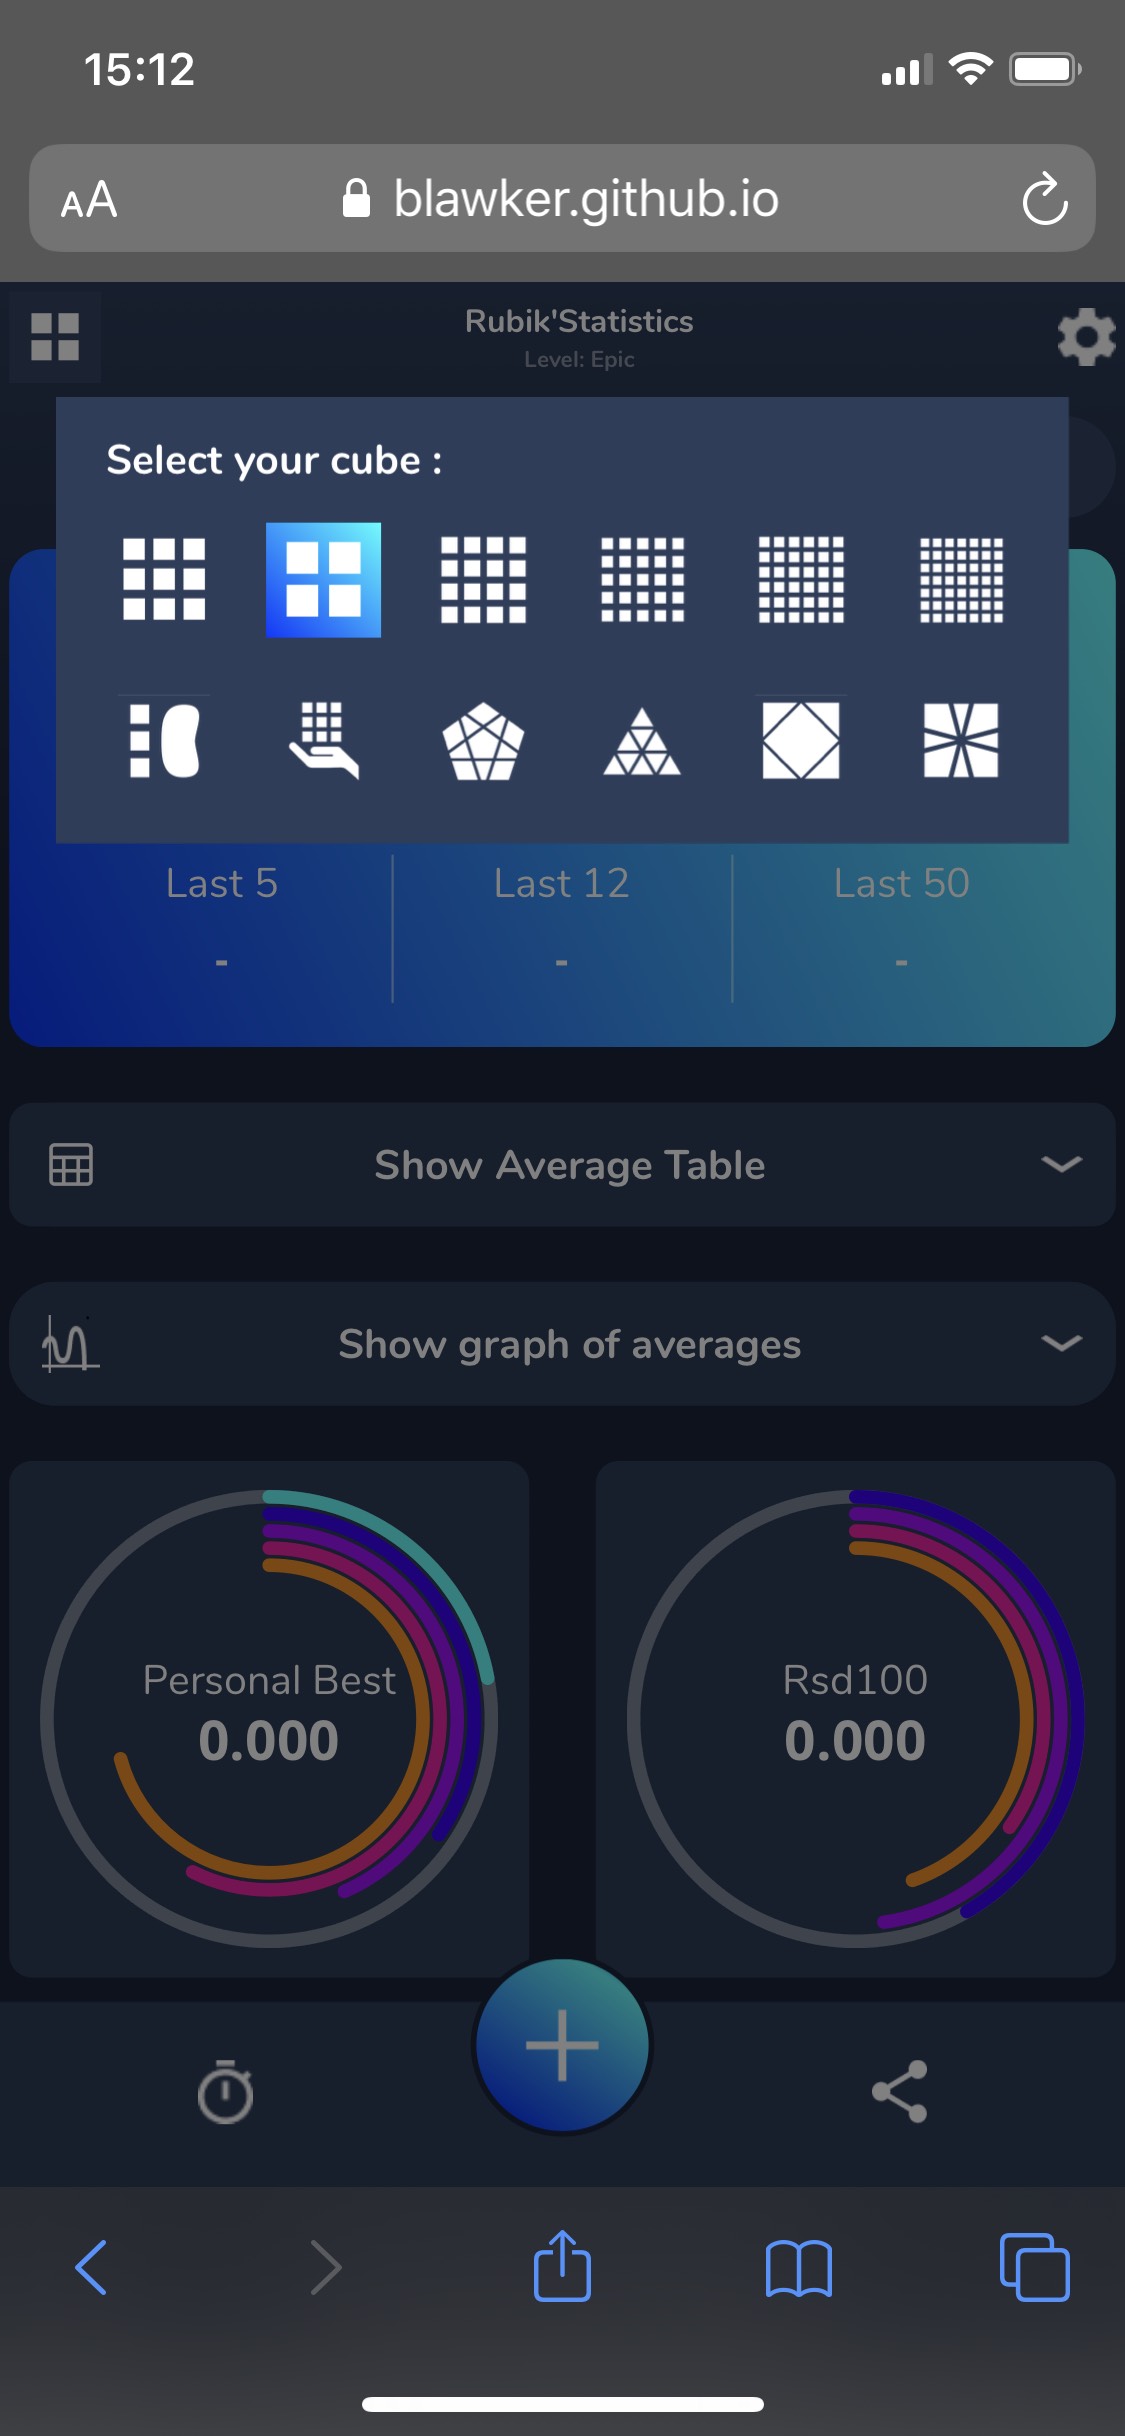 15:12
AA
blawker.github.io
Rubik'Statistics
Level: Epic
Select your cube :
Last 5
Last 12
Last 50
-
-
-
Show Average Table
Show graph of averages
Personal Best
0.000
Rsd100
0.000